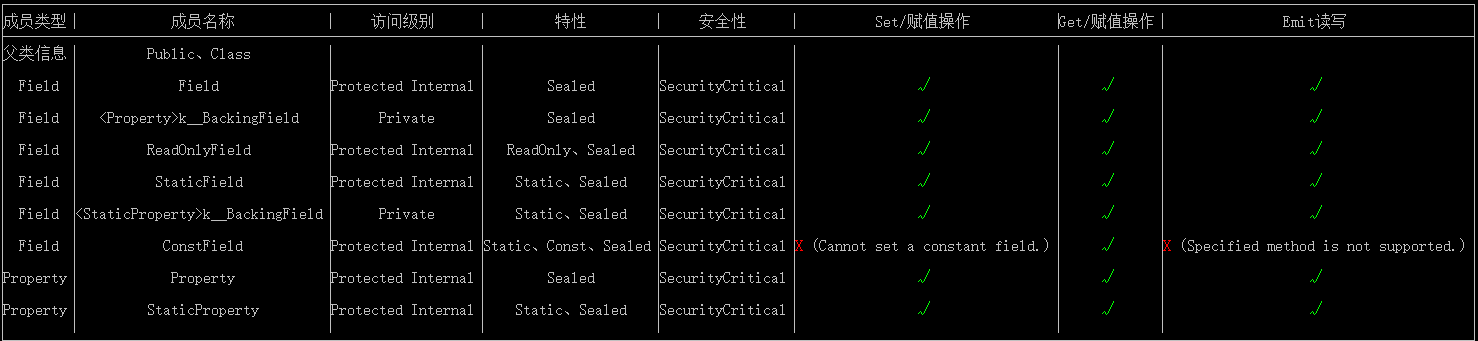 成员类型 成员名称 访问级别 特性 安全性 Set/赋值操作 Get/赋值操作 Emit读写
父类信息 Public、Class
Field Field Protected Internal Sealed SecurityCritical √ √ √
Field <Property>k__BackingField Private Sealed SecurityCritical √ √ √
Field ReadOnlyField Protected Internal ReadOnly、Sealed SecurityCritical √ √ √
Field StaticField Protected Internal Static、Sealed SecurityCritical √ √ √
Field <StaticProperty>k__BackingField Private Static、Sealed SecurityCritical √ √ √
Field ConstField Protected Internal Static、Const、Sealed SecurityCritical X (Cannot set a constant field.) √ X (Specified method is not supported.)
Property Property Protected Internal Sealed SecurityCritical √ √ √
Property StaticProperty Protected Internal Static、Sealed SecurityCritical √ √ √